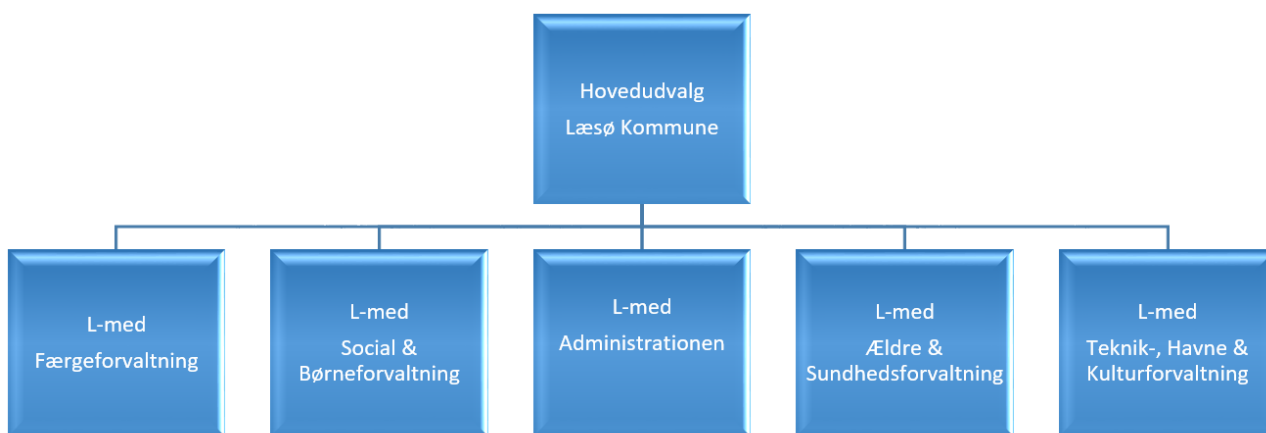 Hovedudvalg
Læsø Kommune
L-med
Færgeforvaltning
L-med
Social &
Børneforvaltning
L-med
Administrationen
L-med
Ældre &
Sundhedsforvaltning
L-med
Teknik-, Havne &
Kulturforvaltning